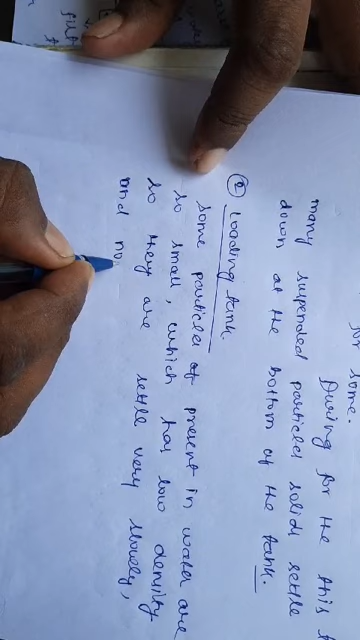 for some.
During for the this
many suspended particles solids settle
down at the bottom of the tank.
② Loading tank
Some particles of present in water are
so small, which has low density
so they are settle very slowly,
and no